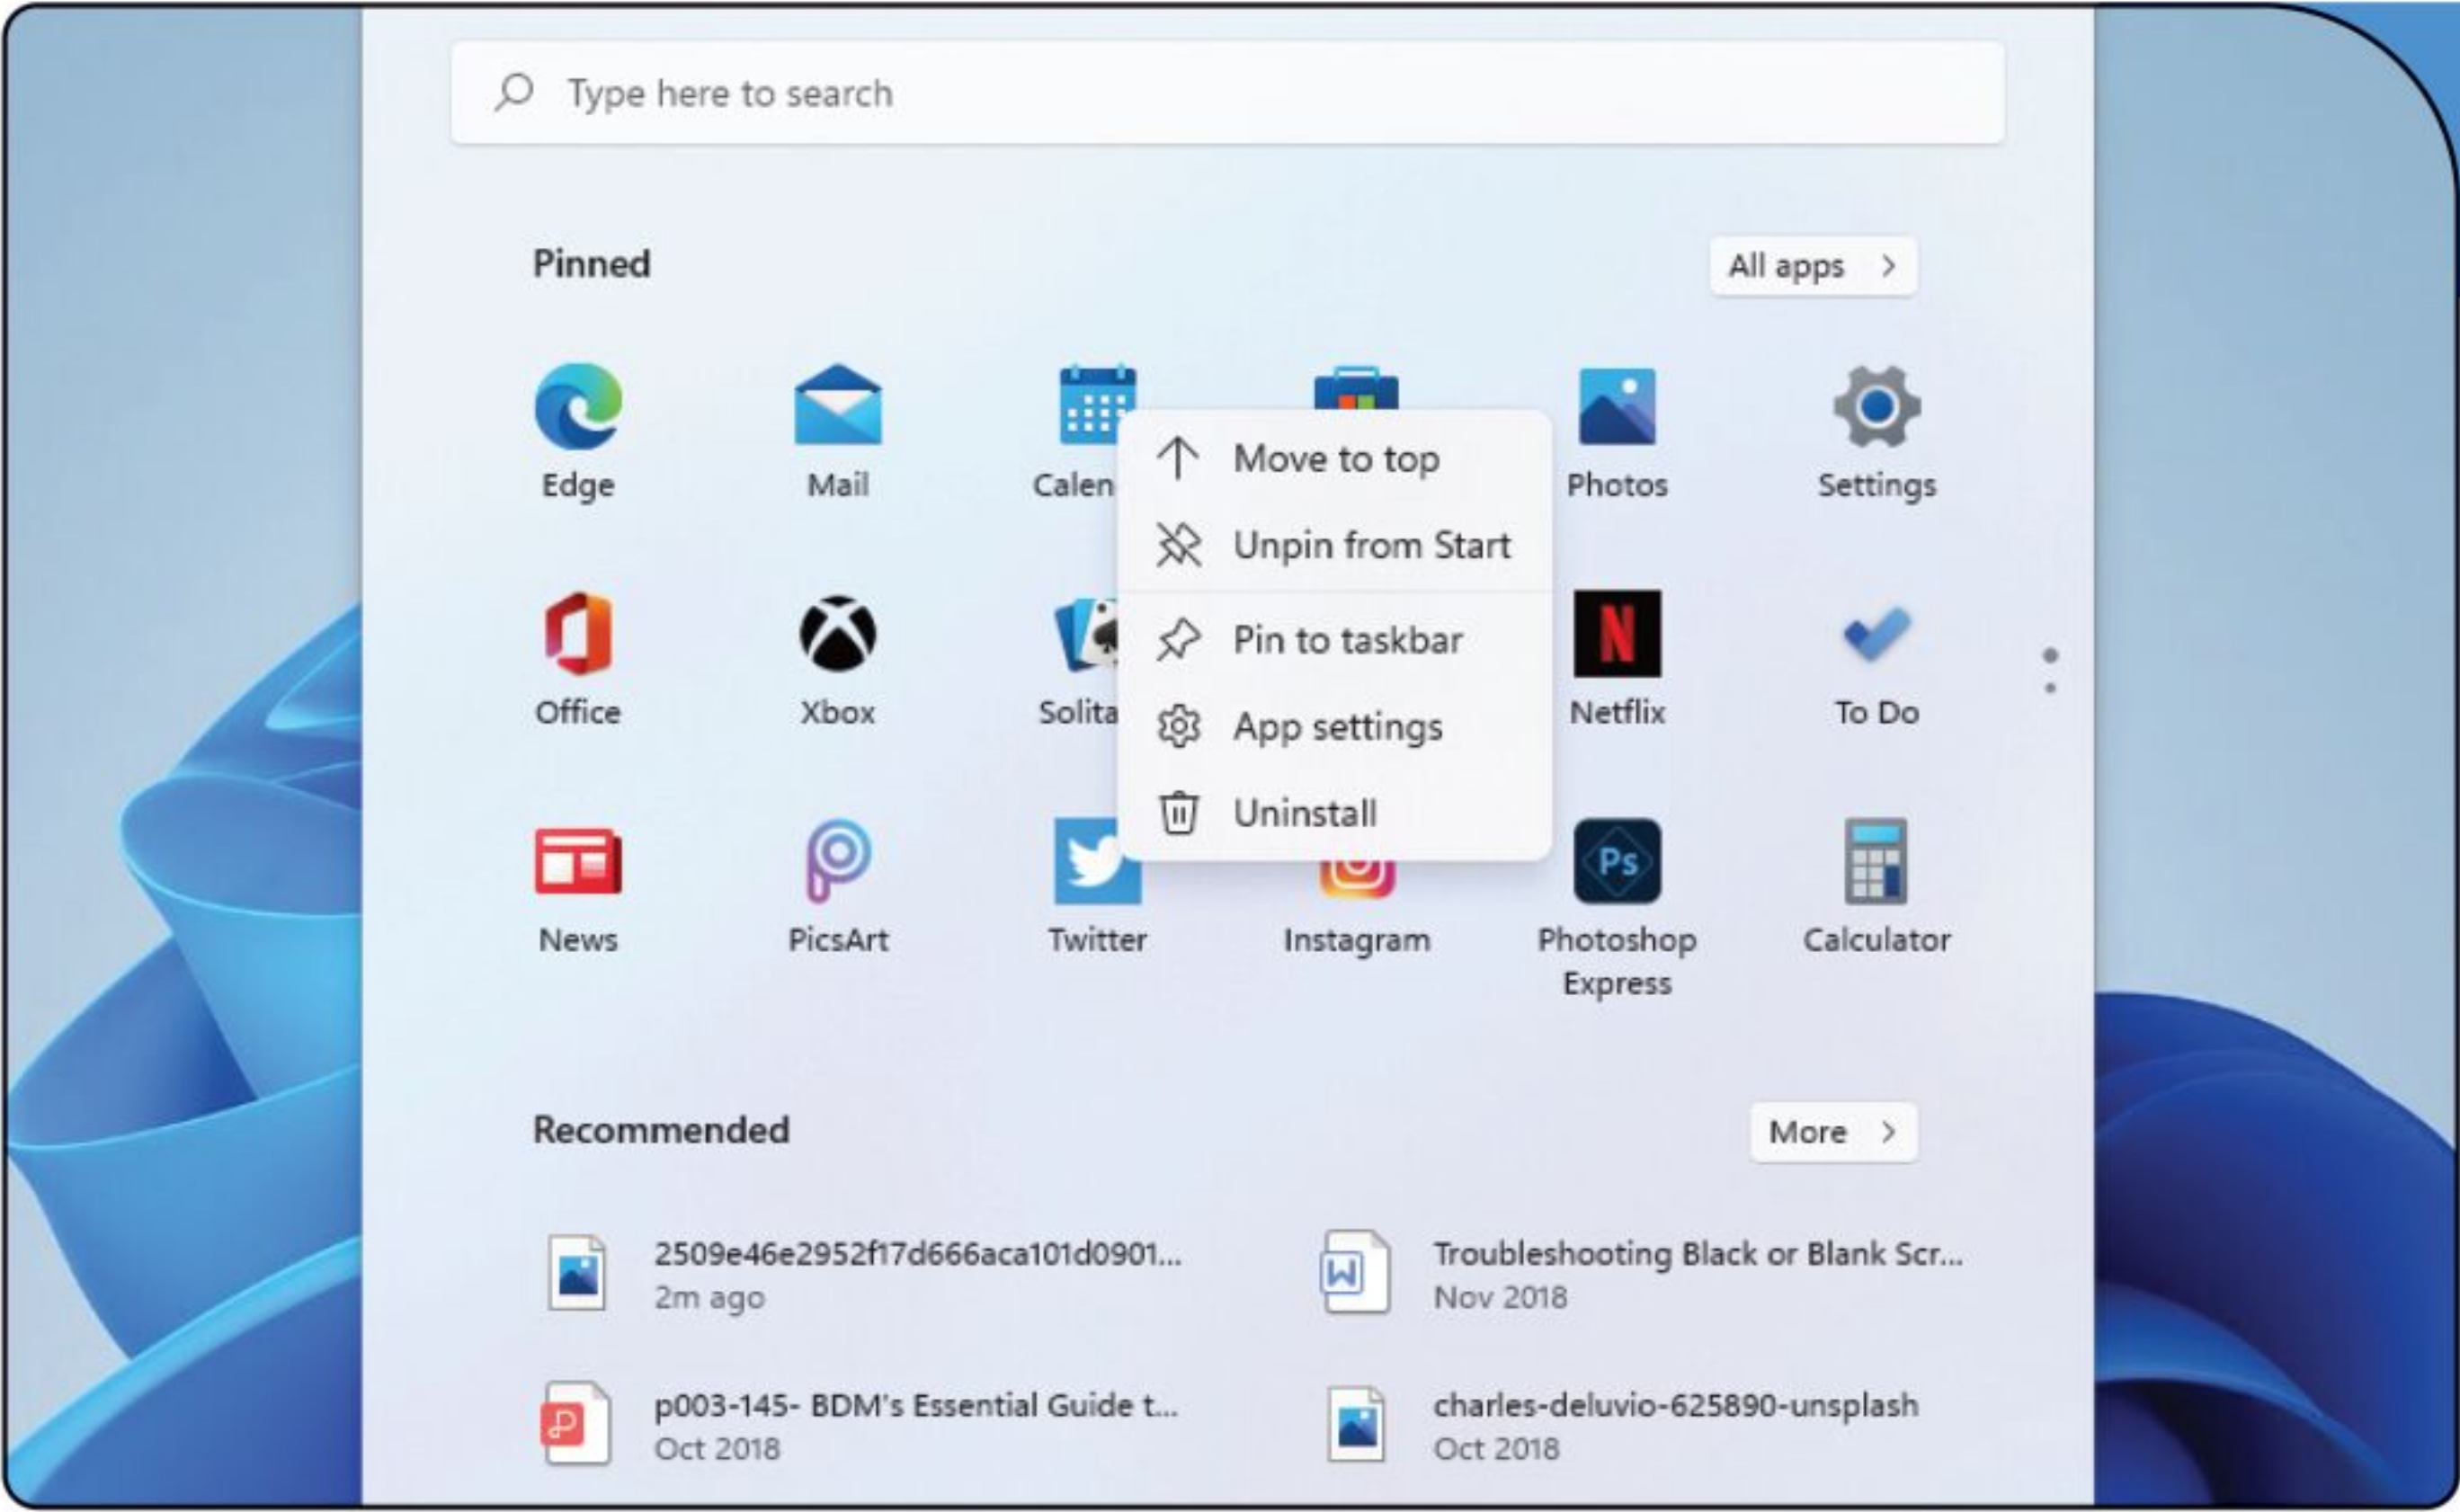 Type here to search
Pinned
All apps
Edge
Mail
Calen
Photos
Settings
Move to top
Unpin from Start
Pin to taskbar
App settings
Uninstall
Office
Xbox
Solita
N
Netflix
To Do
News
PicsArt
Twitter
Instagram
Ps
Photoshop
Express
Calculator
Recommended
More
2509e46e2952f17d666aca101d0901...
2m ago
W
Troubleshooting Black or Blank Scr...
Nov 2018
p003-145- BDM's Essential Guide t...
Oct 2018
charles-deluvio-625890-unsplash
Oct 2018